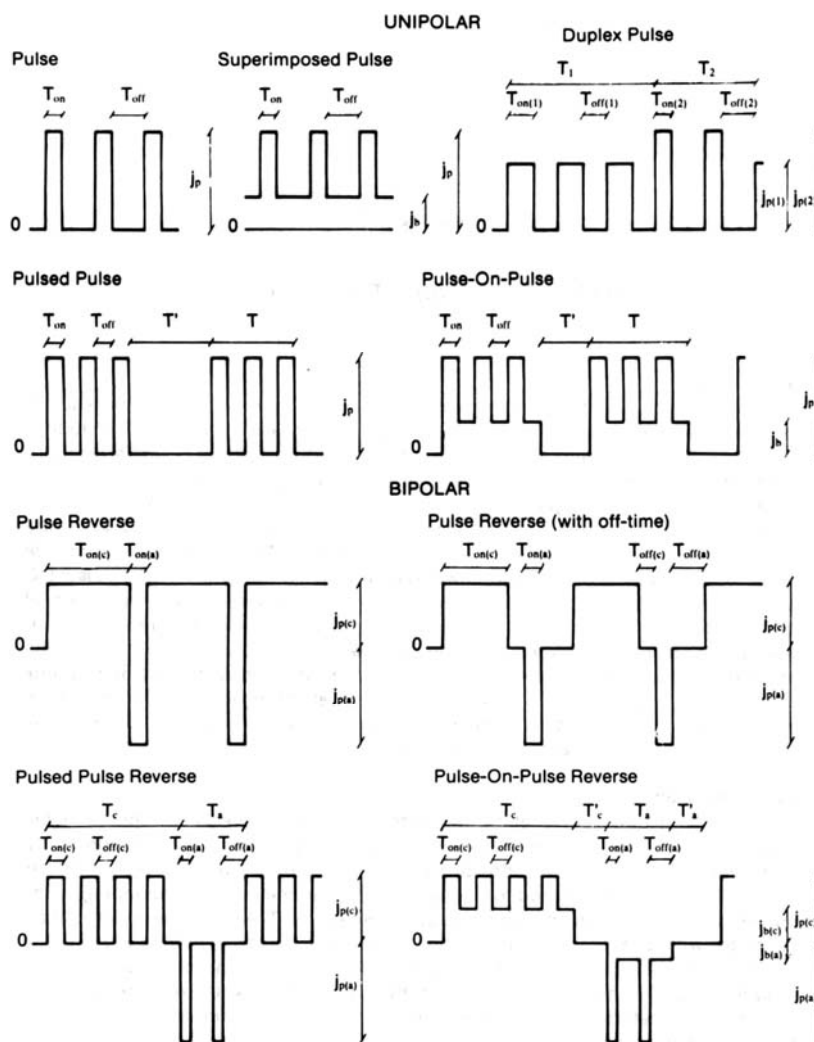 UNIPOLAR
Pulse
Superimposed Pulse
Duplex Pulse
T₁ T₂
Ton Toff
Ton Toff
Ton(1) Toff(1) Ton(2) Toff(2)
jp
jb
jp
jp(1) jp(2)
0
0
0
Pulsed Pulse
Pulse-On-Pulse
Ton Toff T' T
Ton Toff T' T
jp
jp
jb
0
0
BIPOLAR
Pulse Reverse
Pulse Reverse (with off-time)
Ton(c) Ton(a)
Ton(c) Ton(a) Toff(c) Toff(a)
jp(c)
jp(c)
0
0
jp(a)
jp(a)
Pulsed Pulse Reverse
Pulse-On-Pulse Reverse
Tc Ta
Tc T'c Ta T'a
Ton(c) Toff(c) Ton(a) Toff(a)
Ton(c) Toff(c) Ton(a) Toff(a)
jp(c)
jb(c) jp(c)
0
0
jb(a)
jp(a)
jp(a